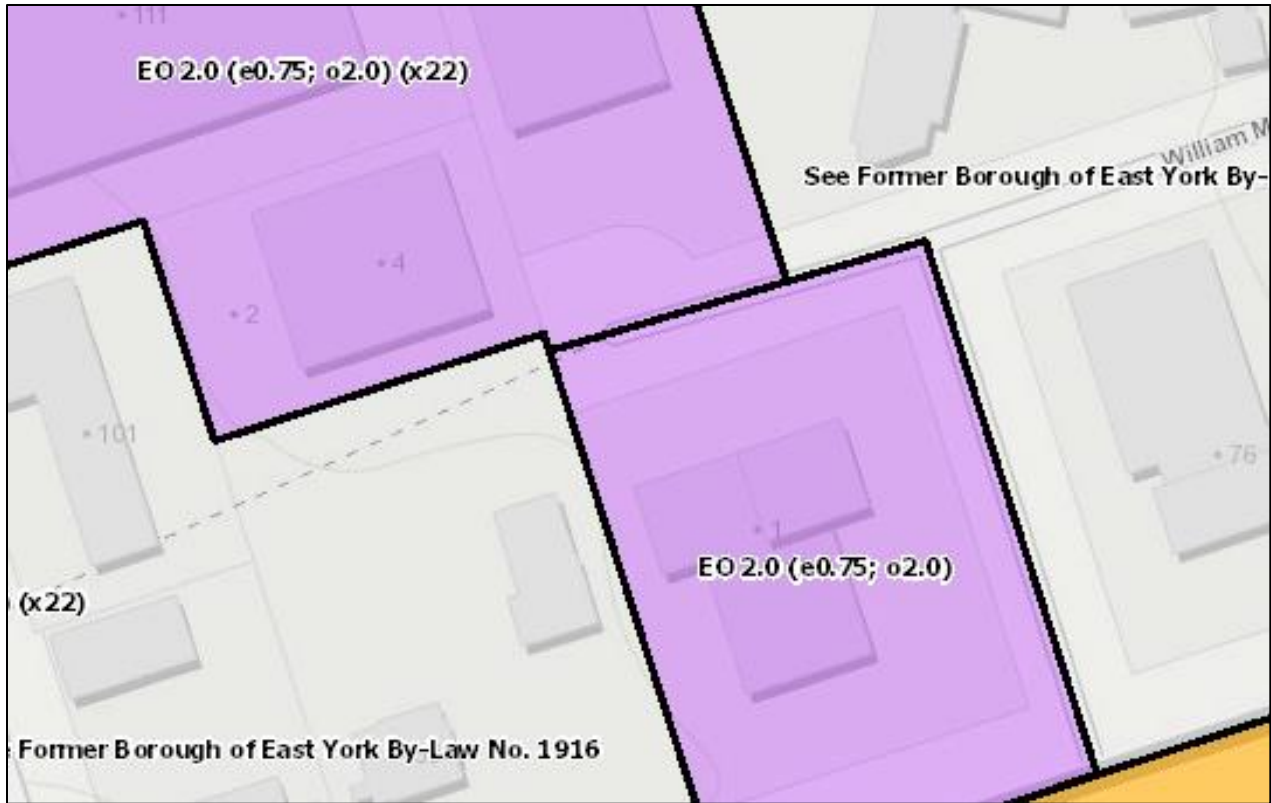 111
EO 2.0 (e0.75; o2.0) (x22)
William M
See Former Borough of East York By-
4
2
101
76
1
EO 2.0 (e0.75; o2.0)
(x22)
Former Borough of East York By-Law No. 1916